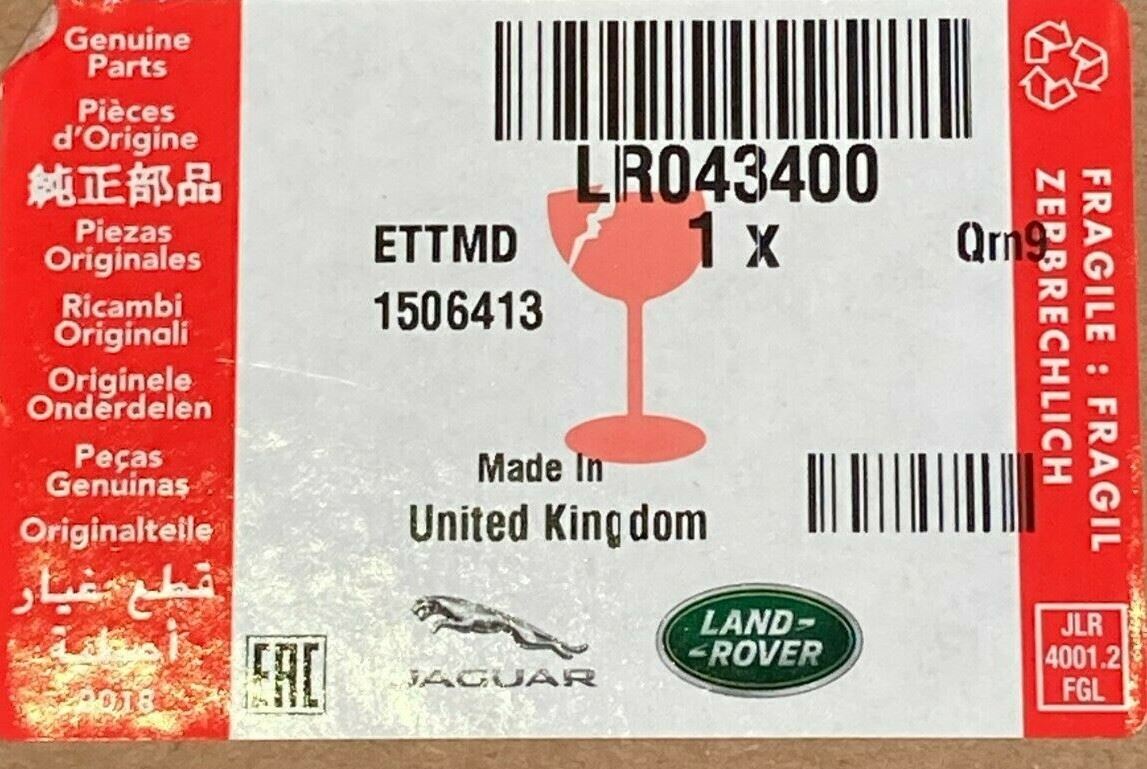 Genuine
Parts
Pièces
d'Origine
純正部品
Piezas
Originales
Ricambi
Originali
Originele
Onderdelen
Peças
Genuinas
Originalteile
قطع غيار
أصلية
2018
LR043400
ETTMD
1 x
Qrn9
1506413
Made In
United Kingdom
EAC
JAGUAR
LAND-
-ROVER
FRAGILE : FRAGIL
ZERBRECHLICH
JLR
4001.2
FGL